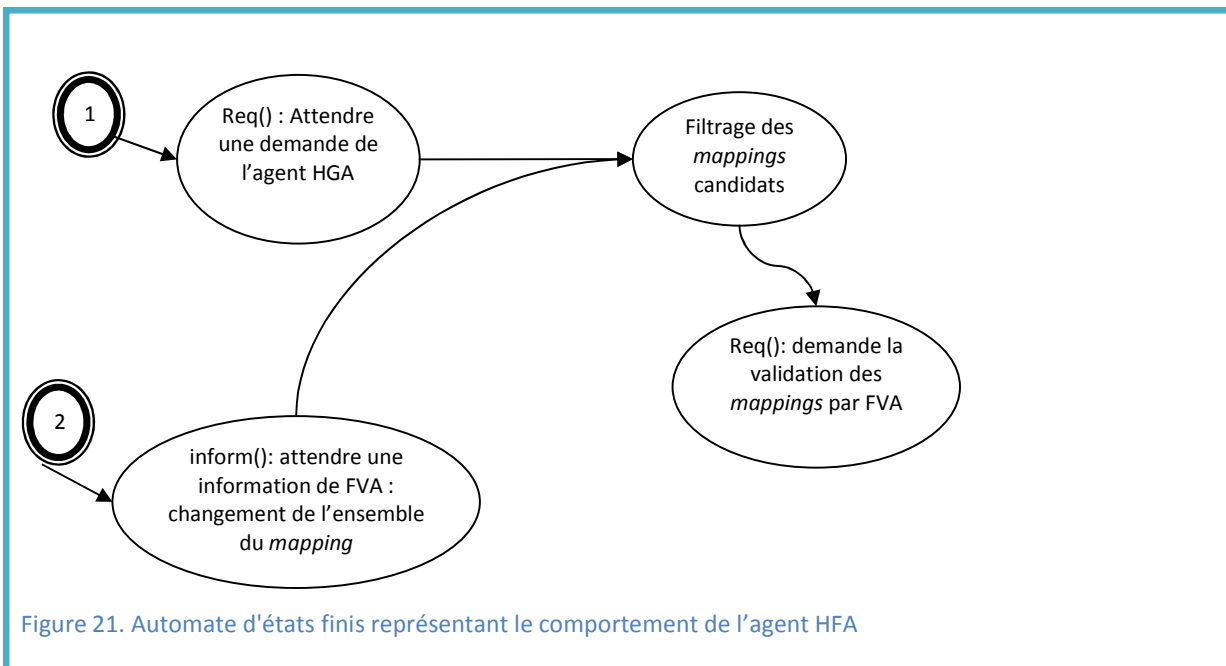 1
Req() : Attendre
une demande de
l’agent HGA
Filtrage des
mappings
candidats
Req(): demande la
validation des
mappings par FVA
2
inform(): attendre une
information de FVA :
changement de l’ensemble
du mapping
Figure 21. Automate d'états finis représentant le comportement de l’agent HFA